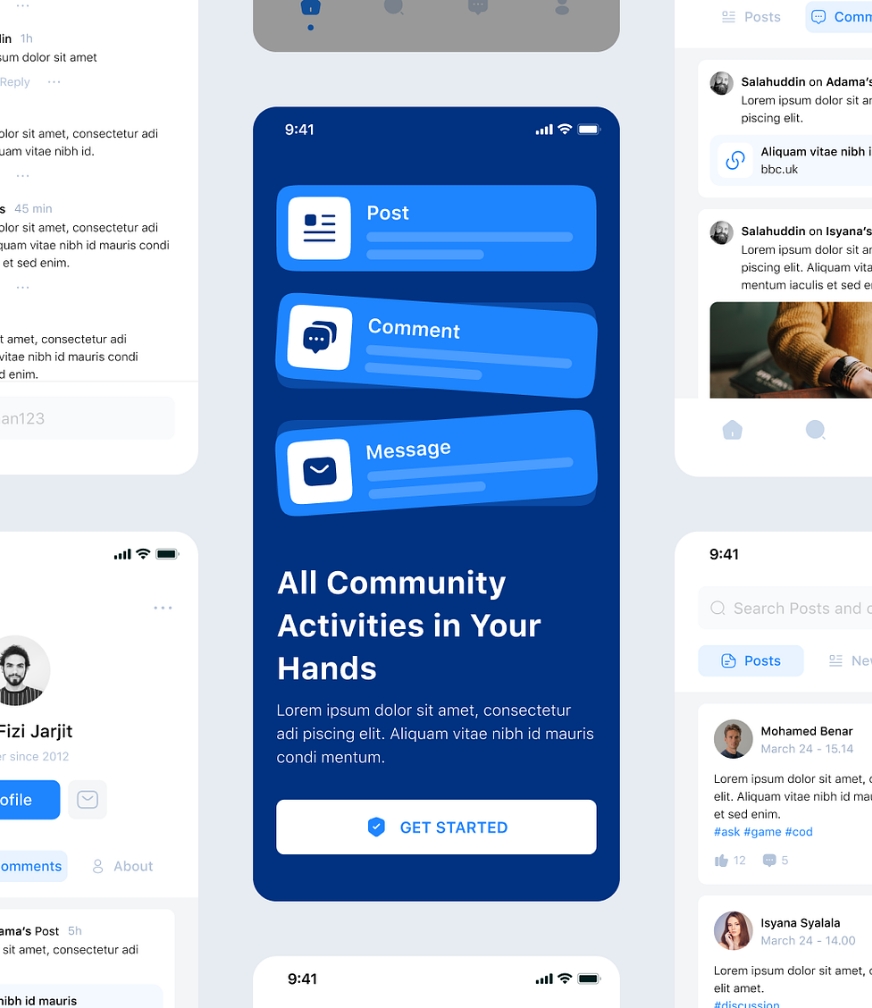 din 1h
sum dolor sit amet
Reply
olor sit amet, consectetur adi
uam vitae nibh id.
s 45 min
olor sit amet, consectetur adi
quam vitae nibh id mauris condi
et sed enim.
t amet, consectetur adi
vitae nibh id mauris condi
d enim.
an123
Fizi Jarjit
er since 2012
ofile
omments
About
ama's Post 5h
sit amet, consectetur adi
nibh id mauris
9:41
Post
Comment
Message
All Community
Activities in Your
Hands
Lorem ipsum dolor sit amet, consectetur
adi piscing elit. Aliquam vitae nibh id mauris
condi mentum.
GET STARTED
9:41
Posts
Comm
Salahuddin on Adama's
Lorem ipsum dolor sit ar
piscing elit.
Aliquam vitae nibh i
bbc.uk
Salahuddin on Isyana's
Lorem ipsum dolor sit ar
piscing elit. Aliquam vita
mentum iaculis et sed er
9:41
Search Posts and c
Posts
Nev
Mohamed Benar
March 24 - 15.14
Lorem ipsum dolor sit amet, c
elit. Aliquam vitae nibh id mau
et sed enim.
#ask #game #cod
12
5
Isyana Syalala
March 24 - 14.00
Lorem ipsum dolor sit amet, c
elit amet.
#discussion